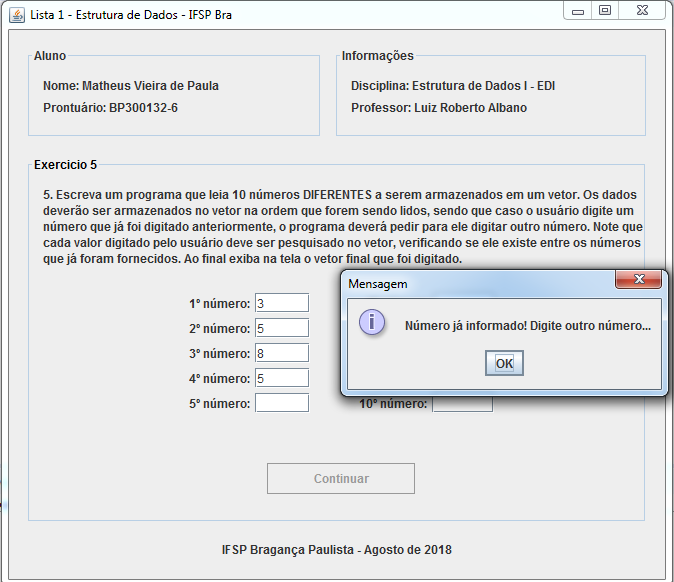 Lista 1 - Estrutura de Dados - IFSP Bra
Aluno
Nome: Matheus Vieira de Paula
Prontuário: BP300132-6
Informações
Disciplina: Estrutura de Dados I - EDI
Professor: Luiz Roberto Albano
Exercicio 5
5. Escreva um programa que leia 10 números DIFERENTES a serem armazenados em um vetor. Os dados
deverão ser armazenados no vetor na ordem que forem sendo lidos, sendo que caso o usuário digite um
número que já foi digitado anteriormente, o programa deverá pedir para ele digitar outro número. Note que
cada valor digitado pelo usuário deve ser pesquisado no vetor, verificando se ele existe entre os números
que já foram fornecidos. Ao final exiba na tela o vetor final que foi digitado.
1º número: 3
2º número: 5
3º número: 8
4º número: 5
5º número:
10º número:
Mensagem
Número já informado! Digite outro número...
OK
Continuar
IFSP Bragança Paulista - Agosto de 2018